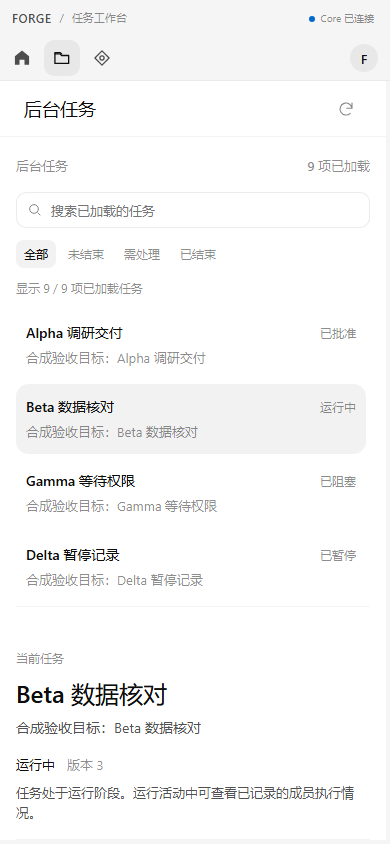 FORGE / 任务工作台
Core 已连接
F
后台任务
后台任务
9 项已加载
搜索已加载的任务
全部 未结束 需处理 已结束
显示 9 / 9 项已加载任务
Alpha 调研交付
已批准
合成验收目标：Alpha 调研交付
Beta 数据核对
运行中
合成验收目标：Beta 数据核对
Gamma 等待权限
已阻塞
合成验收目标：Gamma 等待权限
Delta 暂停记录
已暂停
合成验收目标：Delta 暂停记录
当前任务
Beta 数据核对
合成验收目标：Beta 数据核对
运行中 版本 3
任务处于运行阶段。运行活动中可查看已记录的成员执行情
况。